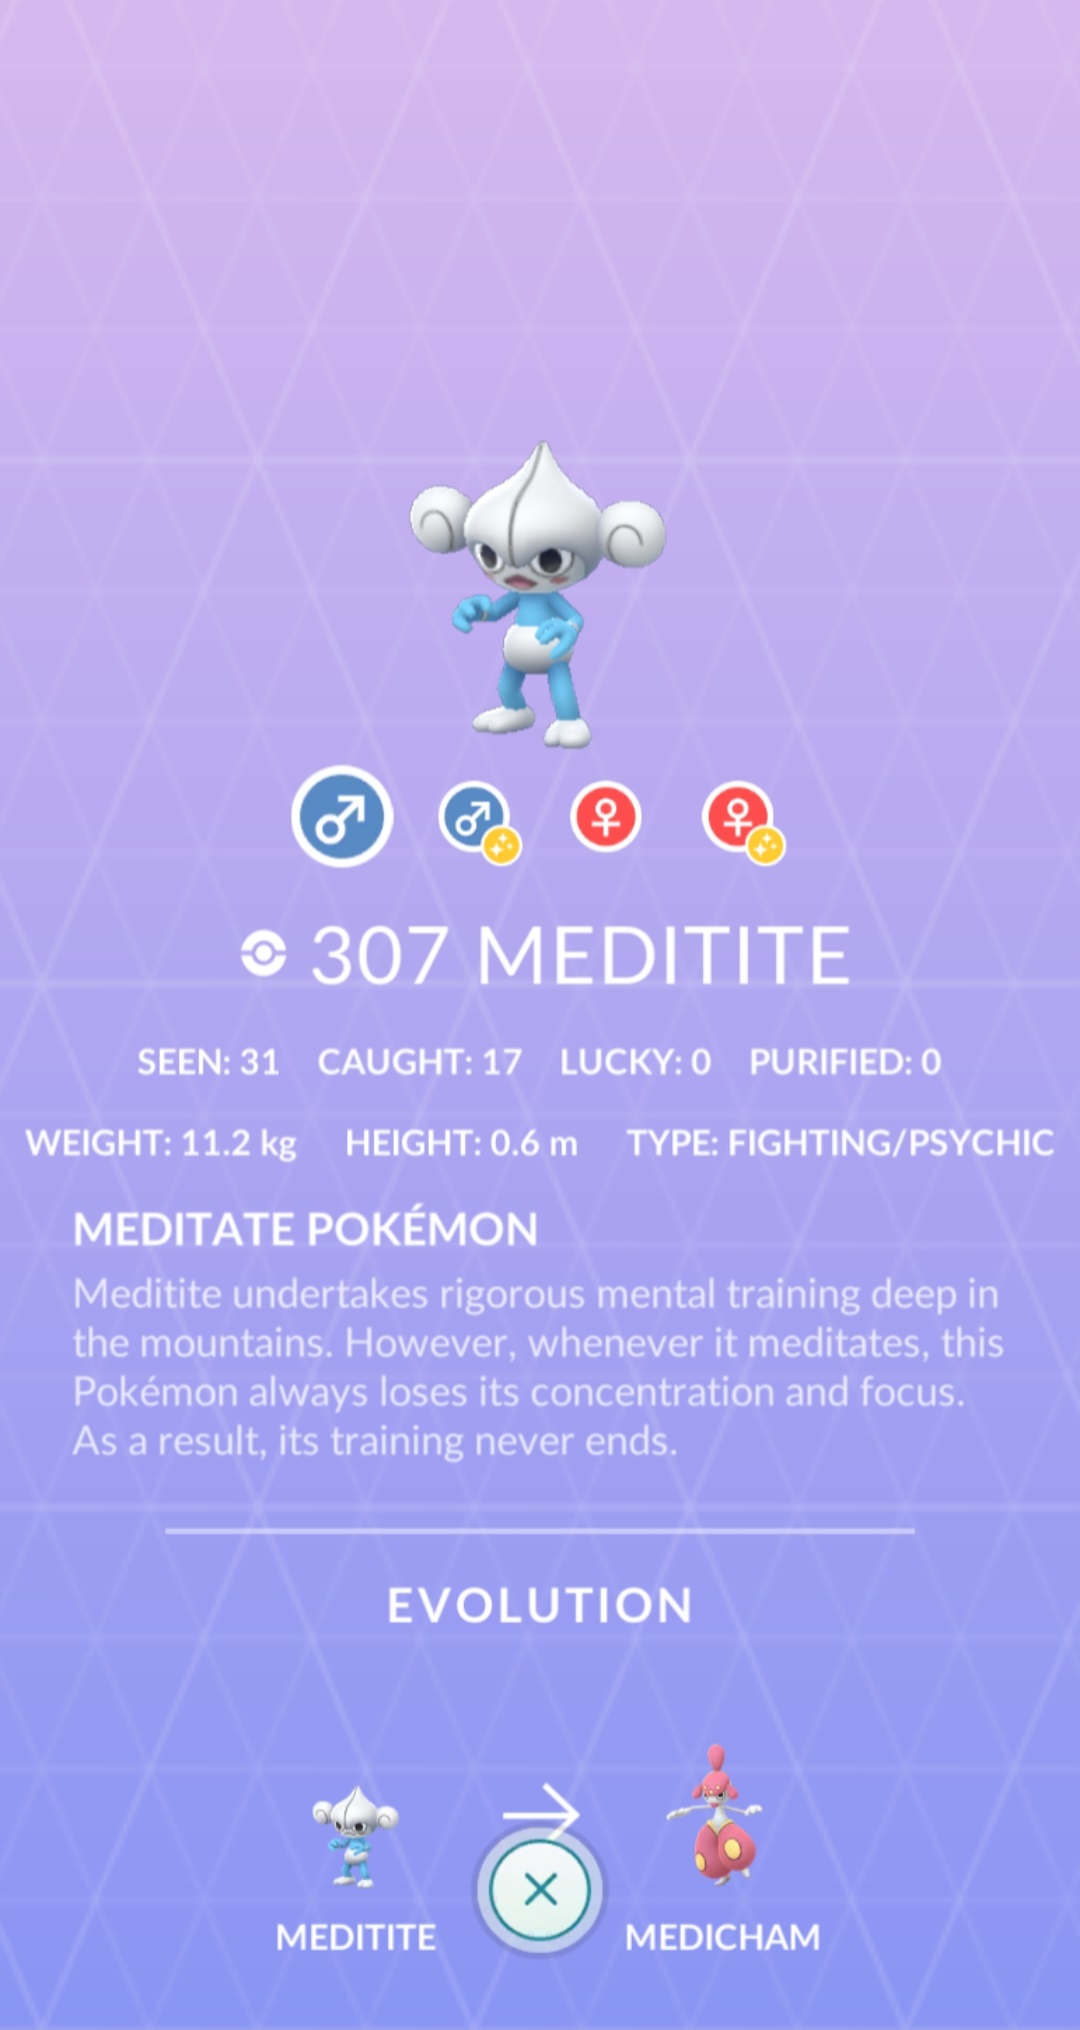 307 MEDITITE
SEEN: 31 CAUGHT: 17 LUCKY: 0 PURIFIED: 0
WEIGHT: 11.2 kg HEIGHT: 0.6 m TYPE: FIGHTING/PSYCHIC
MEDITATE POKÉMON
Meditite undertakes rigorous mental training deep in
the mountains. However, whenever it meditates, this
Pokémon always loses its concentration and focus.
As a result, its training never ends.
EVOLUTION
MEDITITE MEDICHAM